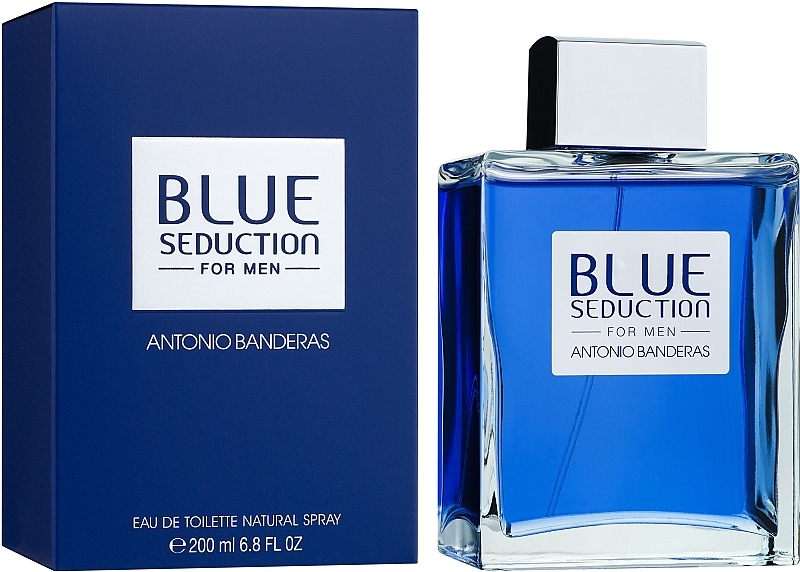 BLUE
SEDUCTION
FOR MEN
ANTONIO BANDERAS
EAU DE TOILETTE NATURAL SPRAY
℮ 200 ml 6.8 FL OZ
BLUE
SEDUCTION
FOR MEN
ANTONIO BANDERAS